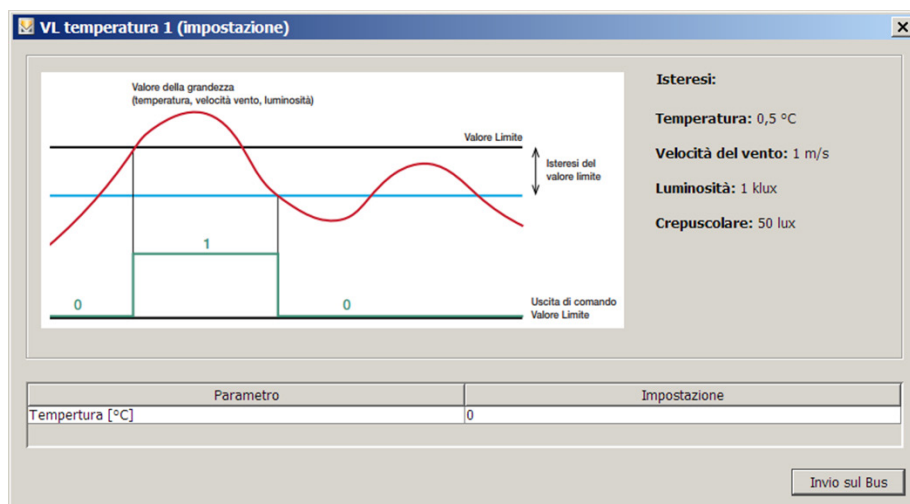 VL temperatura 1 (impostazione)
Valore della grandezza
(temperatura, velocità vento, luminosità)
Valore Limite
Isteresi del
valore limite
1
0
0
Uscita di comando
Valore Limite
Isteresi:
Temperatura: 0,5 °C
Velocità del vento: 1 m/s
Luminosità: 1 klux
Crepuscolare: 50 lux
Parametro Impostazione
Tempertura [°C] 0
Invio sul Bus